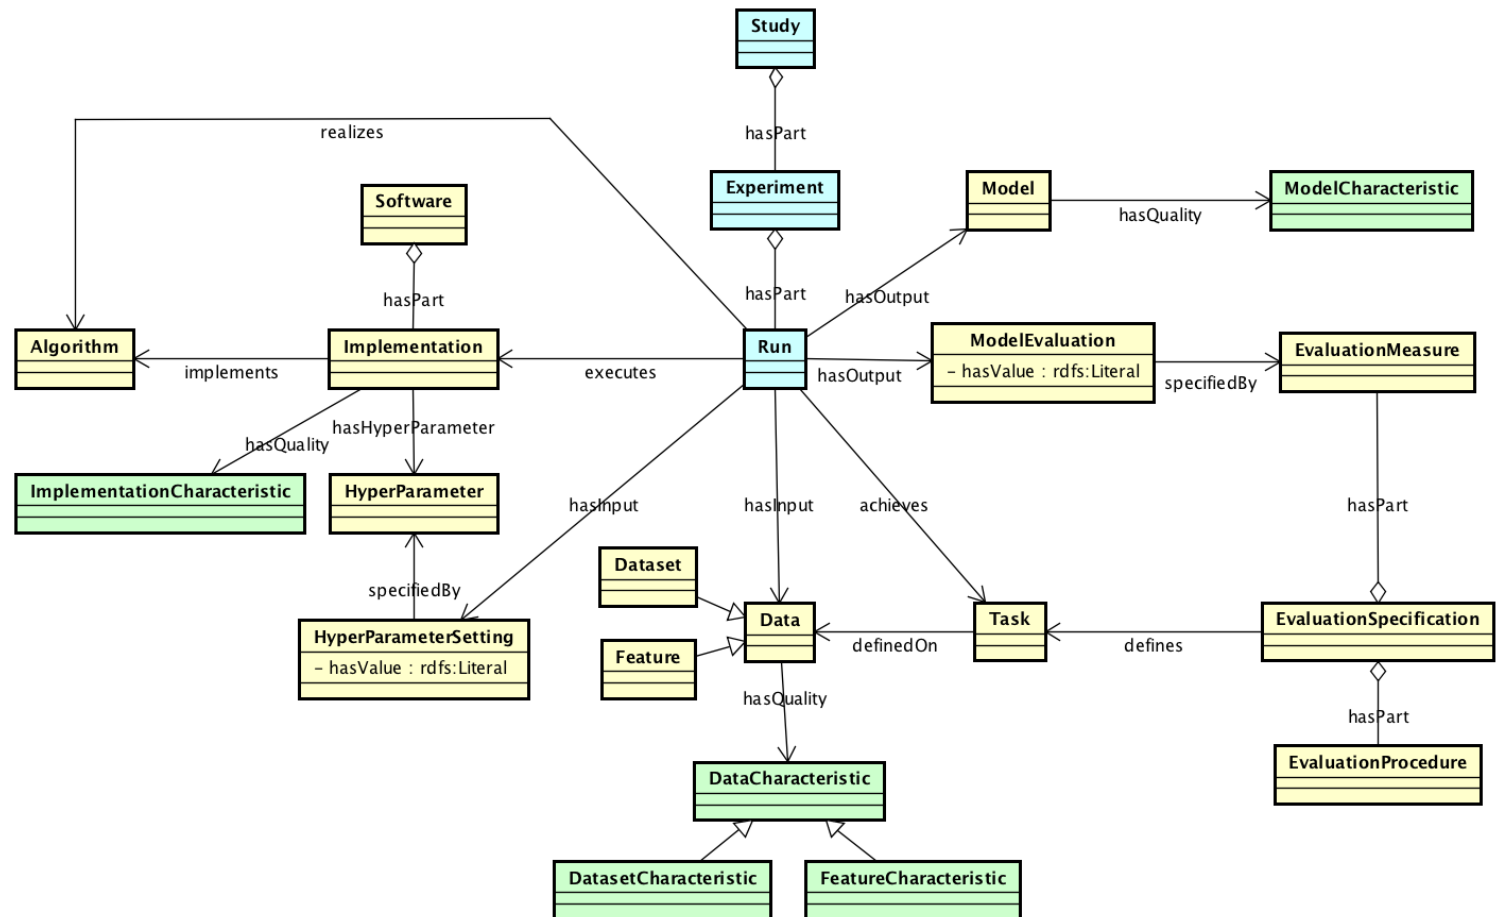 Study
hasPart
realizes
Software
Experiment
Model
ModelCharacteristic
hasQuality
hasPart
hasPart
hasOutput
Algorithm
Implementation
Run
ModelEvaluation
- hasValue : rdfs:Literal
EvaluationMeasure
implements
executes
hasOutput
specifiedBy
hasQuality
hasHyperParameter
ImplementationCharacteristic
HyperParameter
hasInput
hasInput
achieves
hasPart
Dataset
specifiedBy
HyperParameterSetting
- hasValue : rdfs:Literal
Data
Task
EvaluationSpecification
definedOn
defines
Feature
hasQuality
hasPart
EvaluationProcedure
DataCharacteristic
DatasetCharacteristic
FeatureCharacteristic